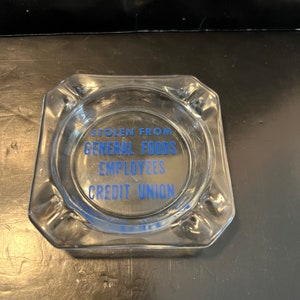 STOLEN FROM
GENERAL FOODS
EMPLOYEES
CREDIT UNION